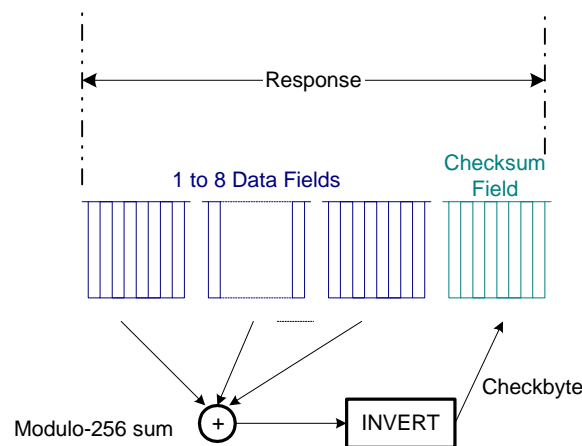 Response
1 to 8 Data Fields
Checksum
Field
Checkbyte
Modulo-256 sum
+
INVERT